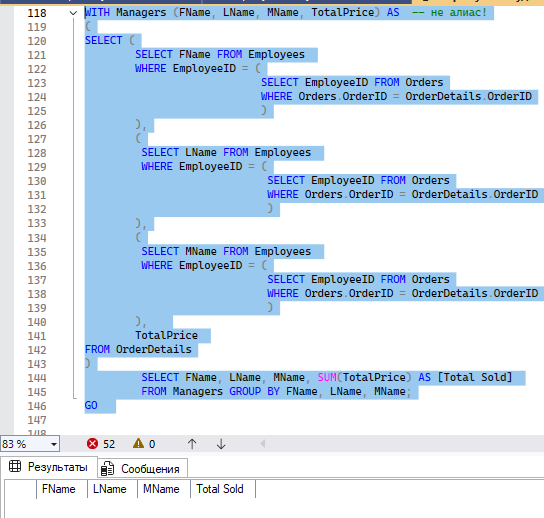 118 WITH Managers (FName, LName, MName, TotalPrice) AS -- не алиас!
119 (
120 SELECT (
121 SELECT FName FROM Employees
122 WHERE EmployeeID = (
123 SELECT EmployeeID FROM Orders
124 WHERE Orders.OrderID = OrderDetails.OrderID
125 )
126 ),
127 (
128 SELECT LName FROM Employees
129 WHERE EmployeeID = (
130 SELECT EmployeeID FROM Orders
131 WHERE Orders.OrderID = OrderDetails.OrderID
132 )
133 ),
134 (
135 SELECT MName FROM Employees
136 WHERE EmployeeID = (
137 SELECT EmployeeID FROM Orders
138 WHERE Orders.OrderID = OrderDetails.OrderID
139 )
140 ),
141 TotalPrice
142 FROM OrderDetails
143 )
144 SELECT FName, LName, MName, SUM(TotalPrice) AS [Total Sold]
145 FROM Managers GROUP BY FName, LName, MName;
146 GO
147
83 % 52 0
Результаты Сообщения
FName LName MName Total Sold